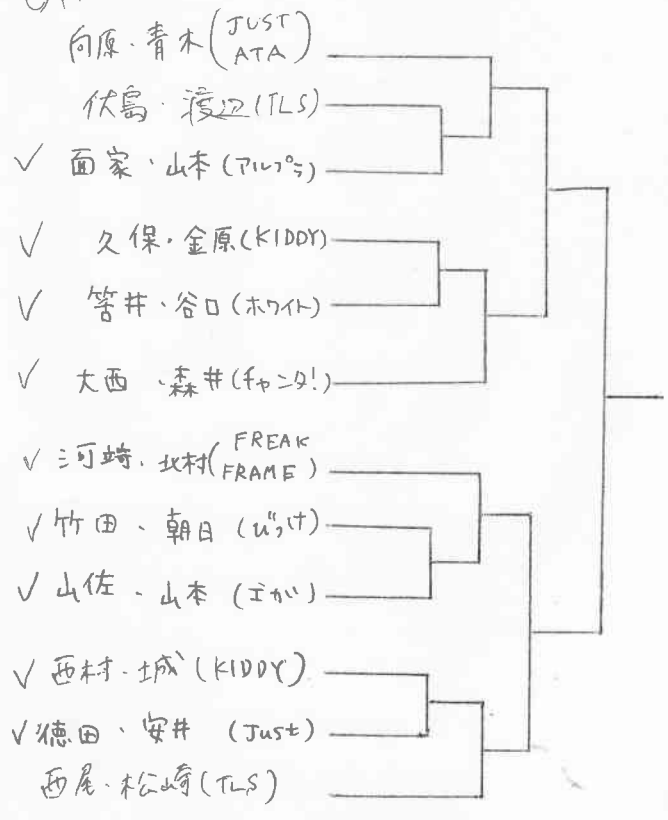 向原・青木(JUST
ATA)
伏島・渡辺(TLS)
✓ 面家・山本(アルプラ)
✓ 久保・金原(KIDDY)
✓ 筈井・谷口(ホワイト)
✓ 大西・森井(チャンタ!)
✓ 河崎・北村(FREAK
FRAME)
✓ 竹田・朝日(びっけ)
✓ 山佐・山本
✓ 西村・城(KIDDY)
✓ 徳田・安井(Just)
西尾・松崎(TLS)